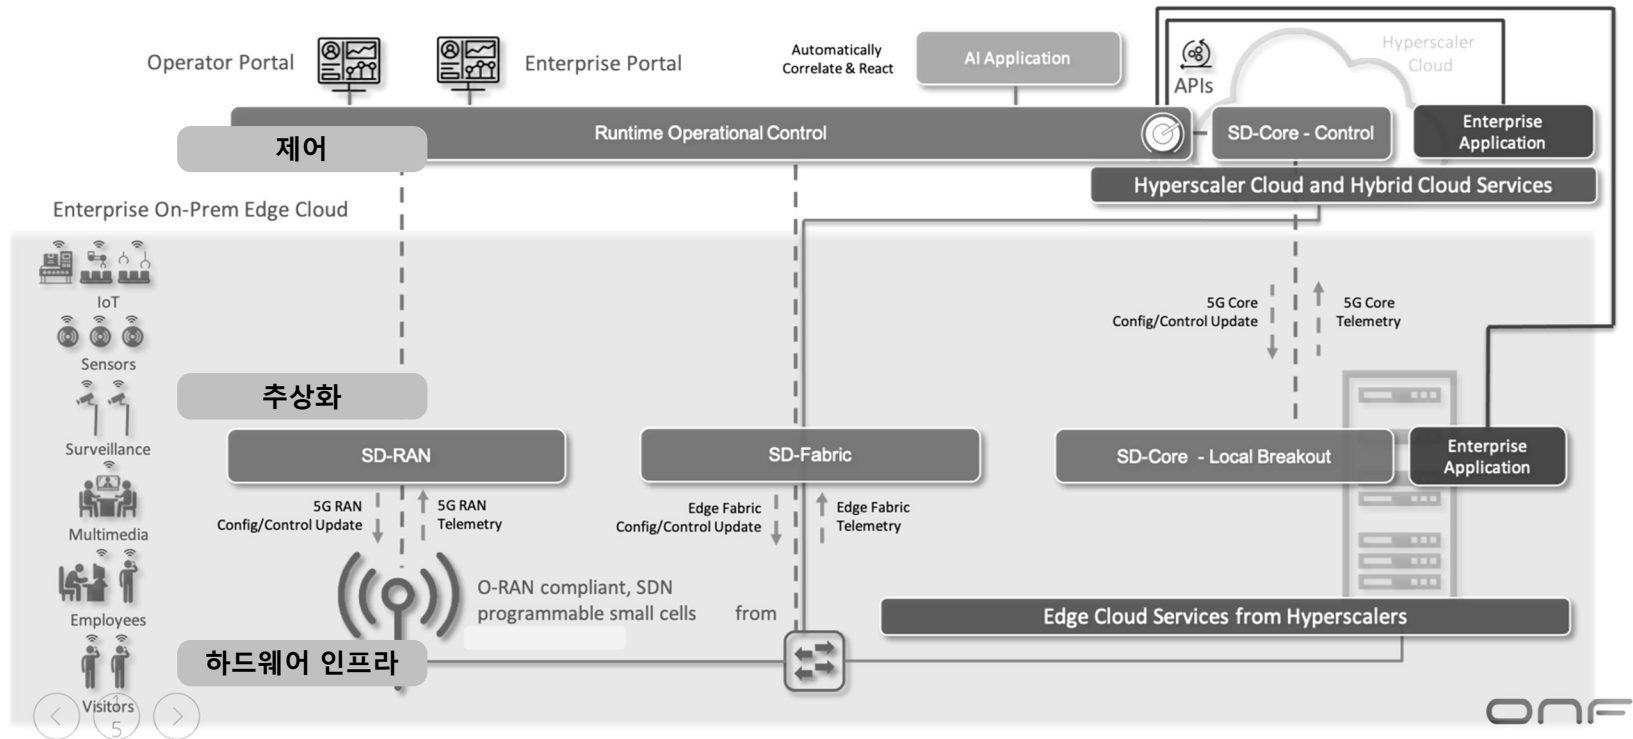 Operator Portal
Enterprise Portal
Automatically
Correlate & React
AI Application
APIs
Hyperscaler
Cloud
제어
Runtime Operational Control
SD-Core - Control
Enterprise
Application
Hyperscaler Cloud and Hybrid Cloud Services
Enterprise On-Prem Edge Cloud
IoT
Sensors
Surveillance
Multimedia
Employees
Visitors
5G Core
Config/Control Update
5G Core
Telemetry
추상화
SD-RAN
SD-Fabric
SD-Core - Local Breakout
Enterprise
Application
5G RAN
Config/Control Update
5G RAN
Telemetry
Edge Fabric
Config/Control Update
Edge Fabric
Telemetry
O-RAN compliant, SDN
programmable small cells from
Edge Cloud Services from Hyperscalers
하드웨어 인프라
1
5
ONF